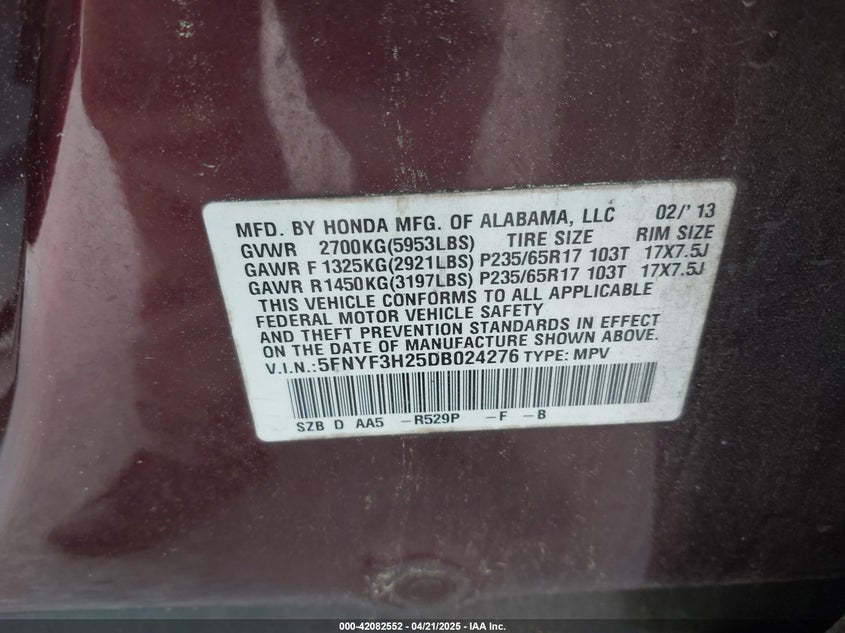 MFD. BY HONDA MFG. OF ALABAMA, LLC 02/' 13
GVWR 2700KG(5953LBS) TIRE SIZE RIM SIZE
GAWR F 1325KG(2921LBS) P235/65R17 103T 17X7.5J
GAWR R1450KG(3197LBS) P235/65R17 103T 17X7.5J
THIS VEHICLE CONFORMS TO ALL APPLICABLE
FEDERAL MOTOR VEHICLE SAFETY
AND THEFT PREVENTION STANDARDS IN EFFECT
ON THE DATE OF MANUFACTURE SHOWN ABOVE.
V.I.N.:5FNYF3H25DB024276 TYPE: MPV
SZB D AA5 -R529P -F -B
000-42082552 - 04/21/2025 - IAA Inc.